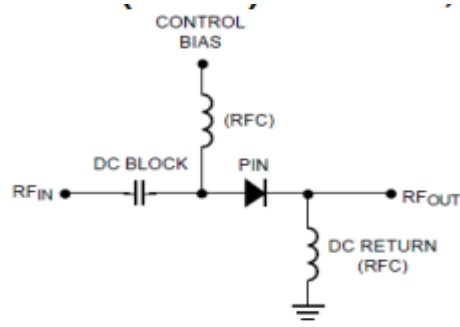 CONTROL
BIAS
(RFC)
DC BLOCK
PIN
RFIN
RFOUT
DC RETURN
(RFC)